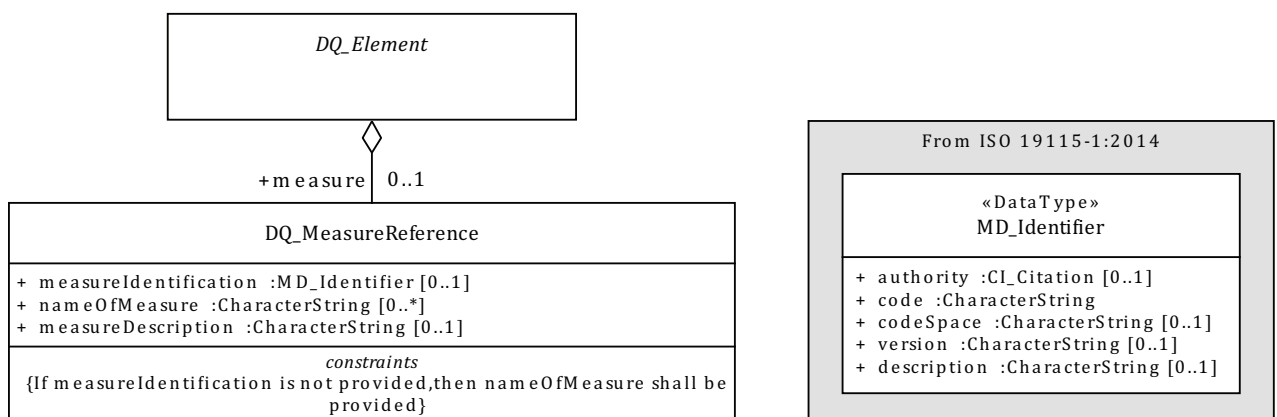 DQ_Element
+measure 0..1
DQ_MeasureReference
+ measureIdentification :MD_Identifier [0..1]
+ nameOfMeasure :CharacterString [0..*]
+ measureDescription :CharacterString [0..1]
constraints
{If measureIdentification is not provided,then nameOfMeasure shall be
provided}
From ISO 19115-1:2014
«DataType»
MD_Identifier
+ authority :CI_Citation [0..1]
+ code :CharacterString
+ codeSpace :CharacterString [0..1]
+ version :CharacterString [0..1]
+ description :CharacterString [0..1]